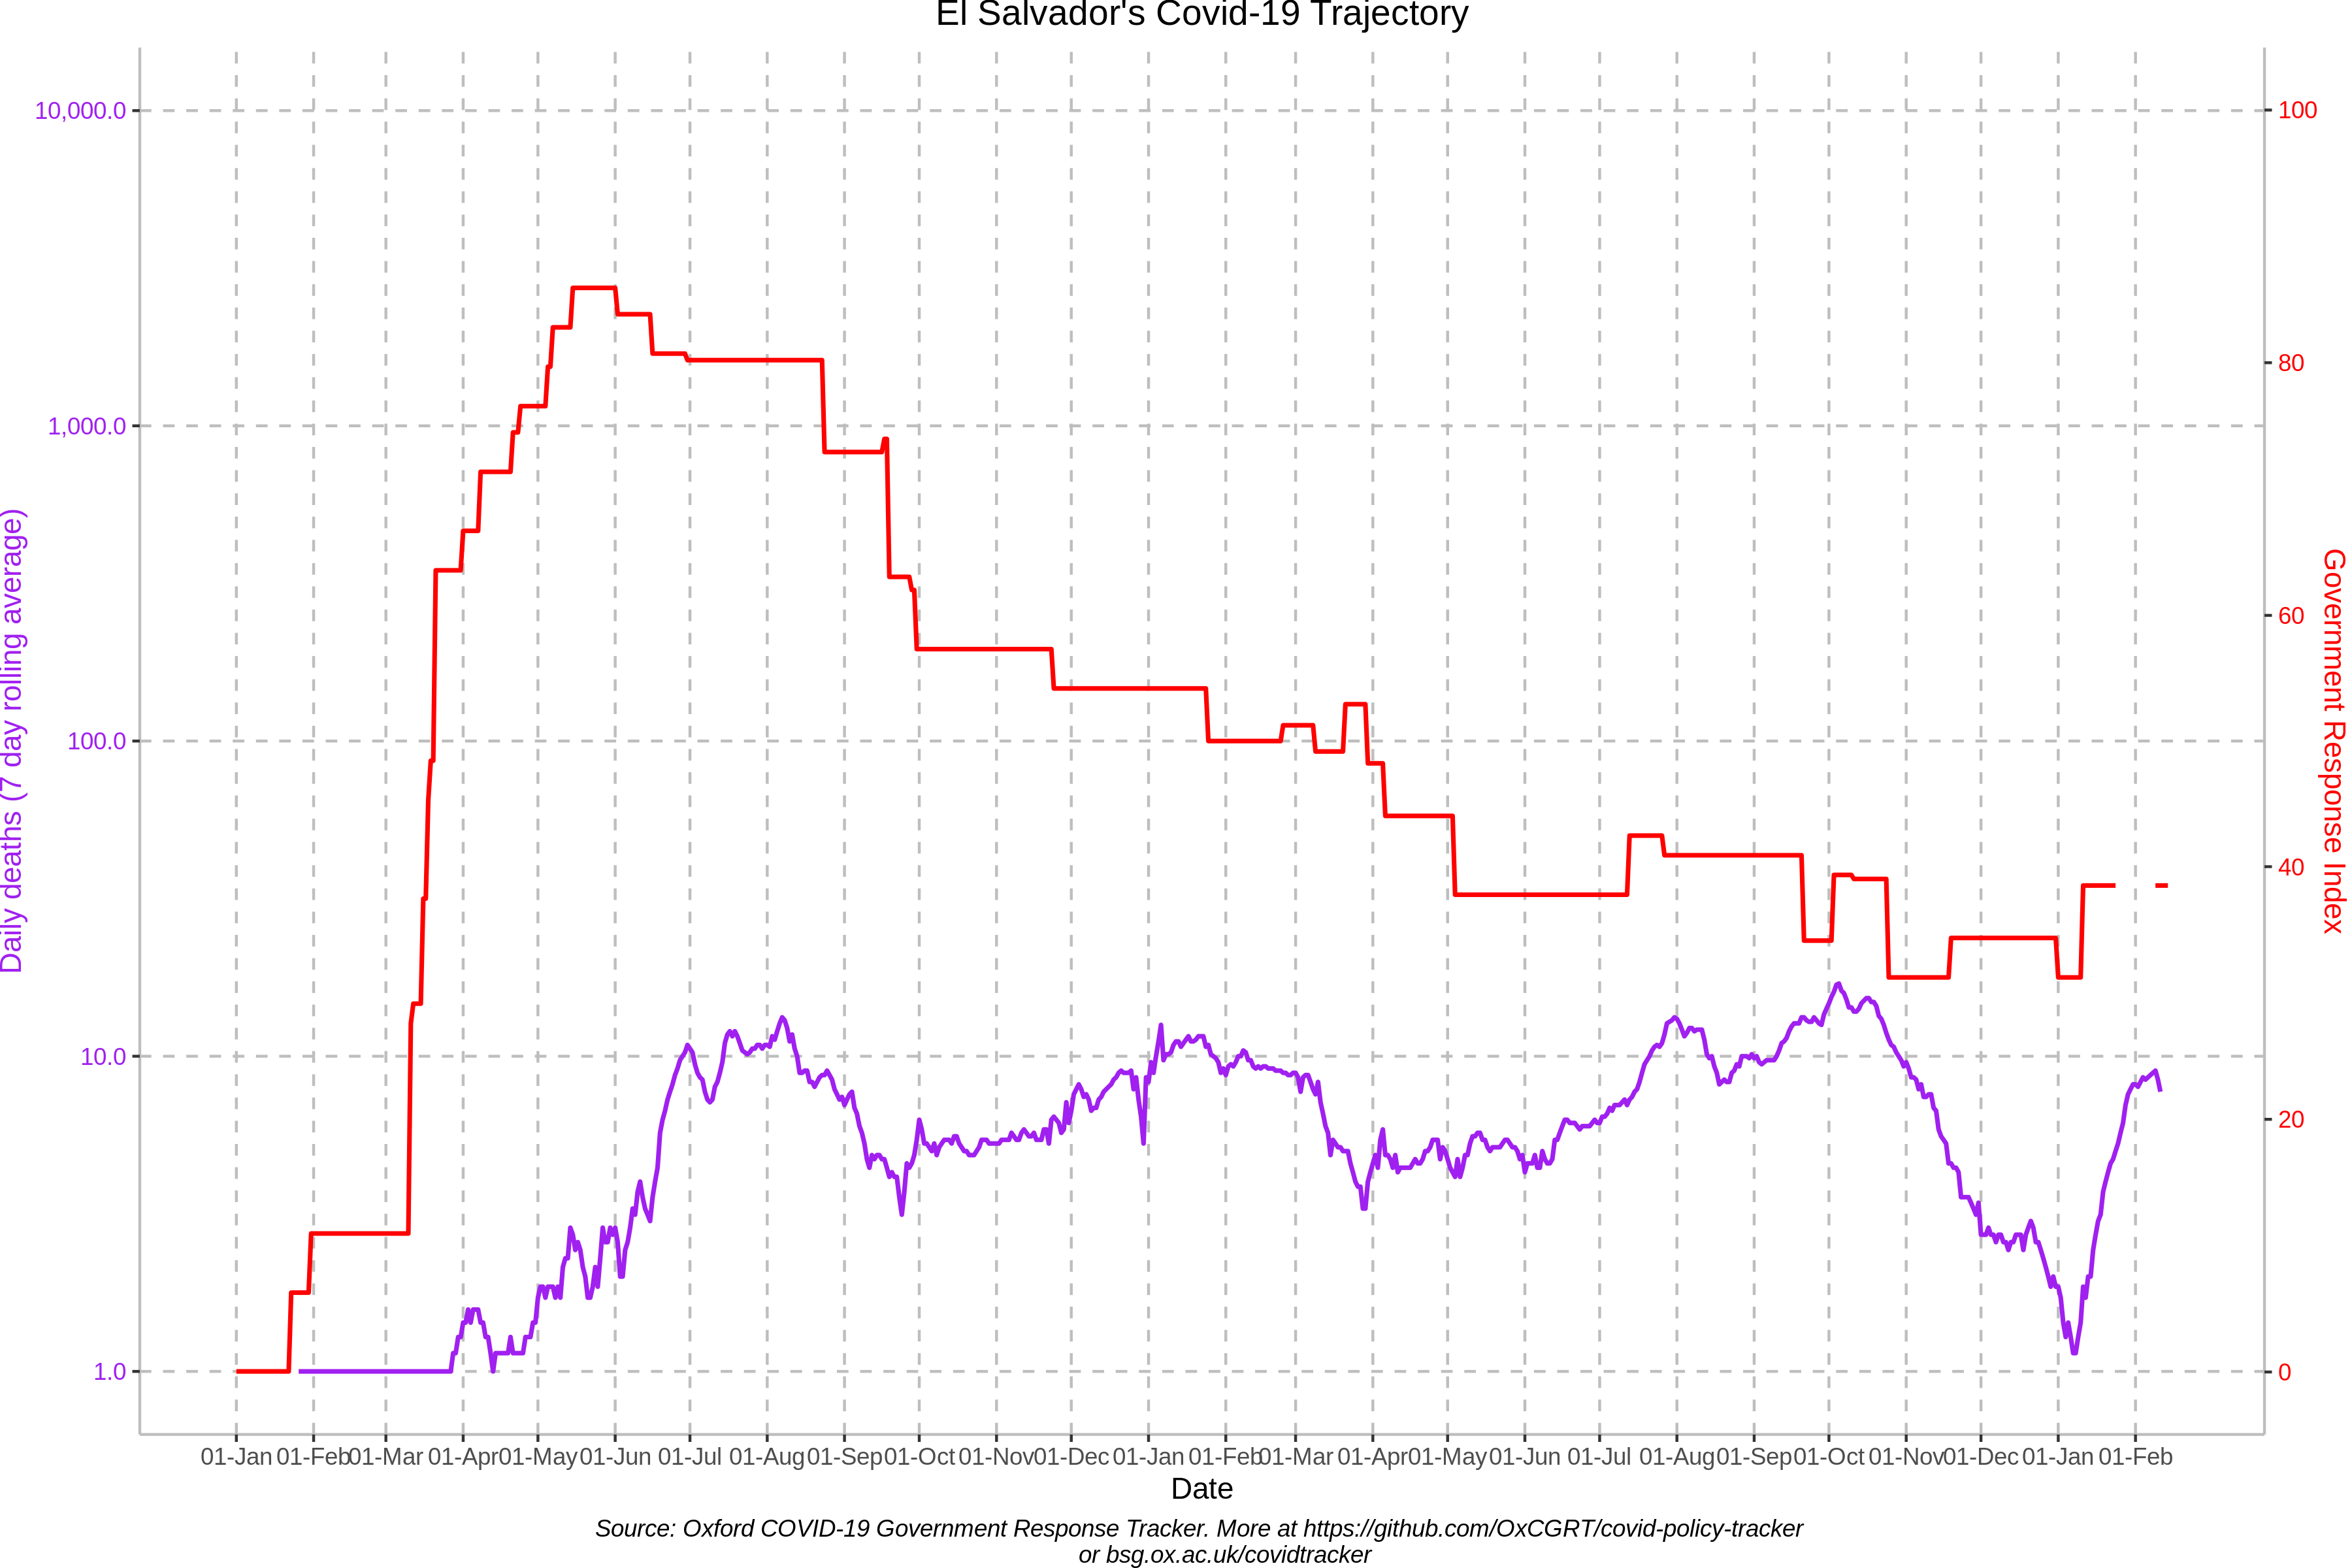 El Salvador's Covid-19 Trajectory
10,000.0
1,000.0
100.0
10.0
1.0
Daily deaths (7 day rolling average)
100
80
60
40
20
0
Government Response Index
01-Jan 01-Feb 01-Mar 01-Apr 01-May 01-Jun 01-Jul 01-Aug 01-Sep 01-Oct 01-Nov 01-Dec 01-Jan 01-Feb 01-Mar 01-Apr 01-May 01-Jun 01-Jul 01-Aug 01-Sep 01-Oct 01-Nov 01-Dec 01-Jan 01-Feb
Date
Source: Oxford COVID-19 Government Response Tracker. More at https://github.com/OxCGRT/covid-policy-tracker
or bsg.ox.ac.uk/covidtracker